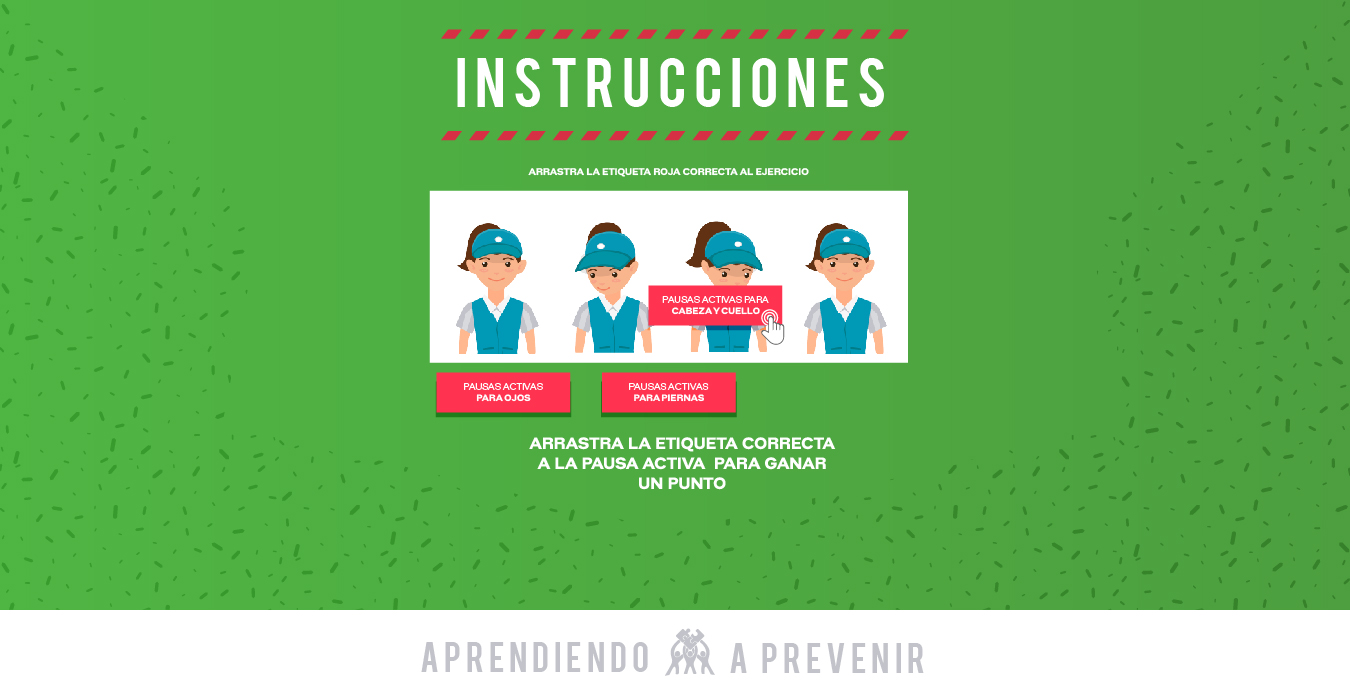 INSTRUCCIONES
ARRASTRA LA ETIQUETA ROJA CORRECTA AL EJERCICIO
PAUSAS ACTIVAS PARA
CABEZA Y CUELLO
PAUSAS ACTIVAS
PARA OJOS
PAUSAS ACTIVAS
PARA PIERNAS
ARRASTRA LA ETIQUETA CORRECTA
A LA PAUSA ACTIVA PARA GANAR
UN PUNTO
APRENDIENDO A PREVENIR